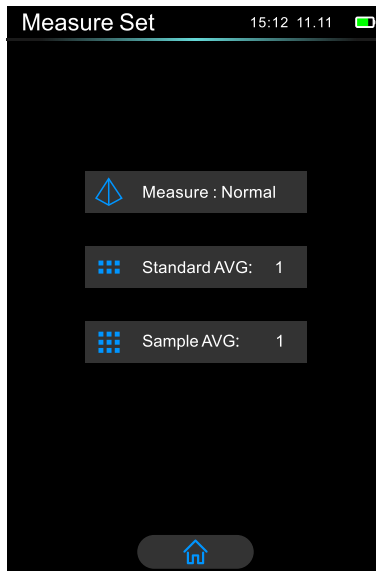 Measure Set 15:12 11.11
Measure : Normal
Standard AVG: 1
Sample AVG: 1